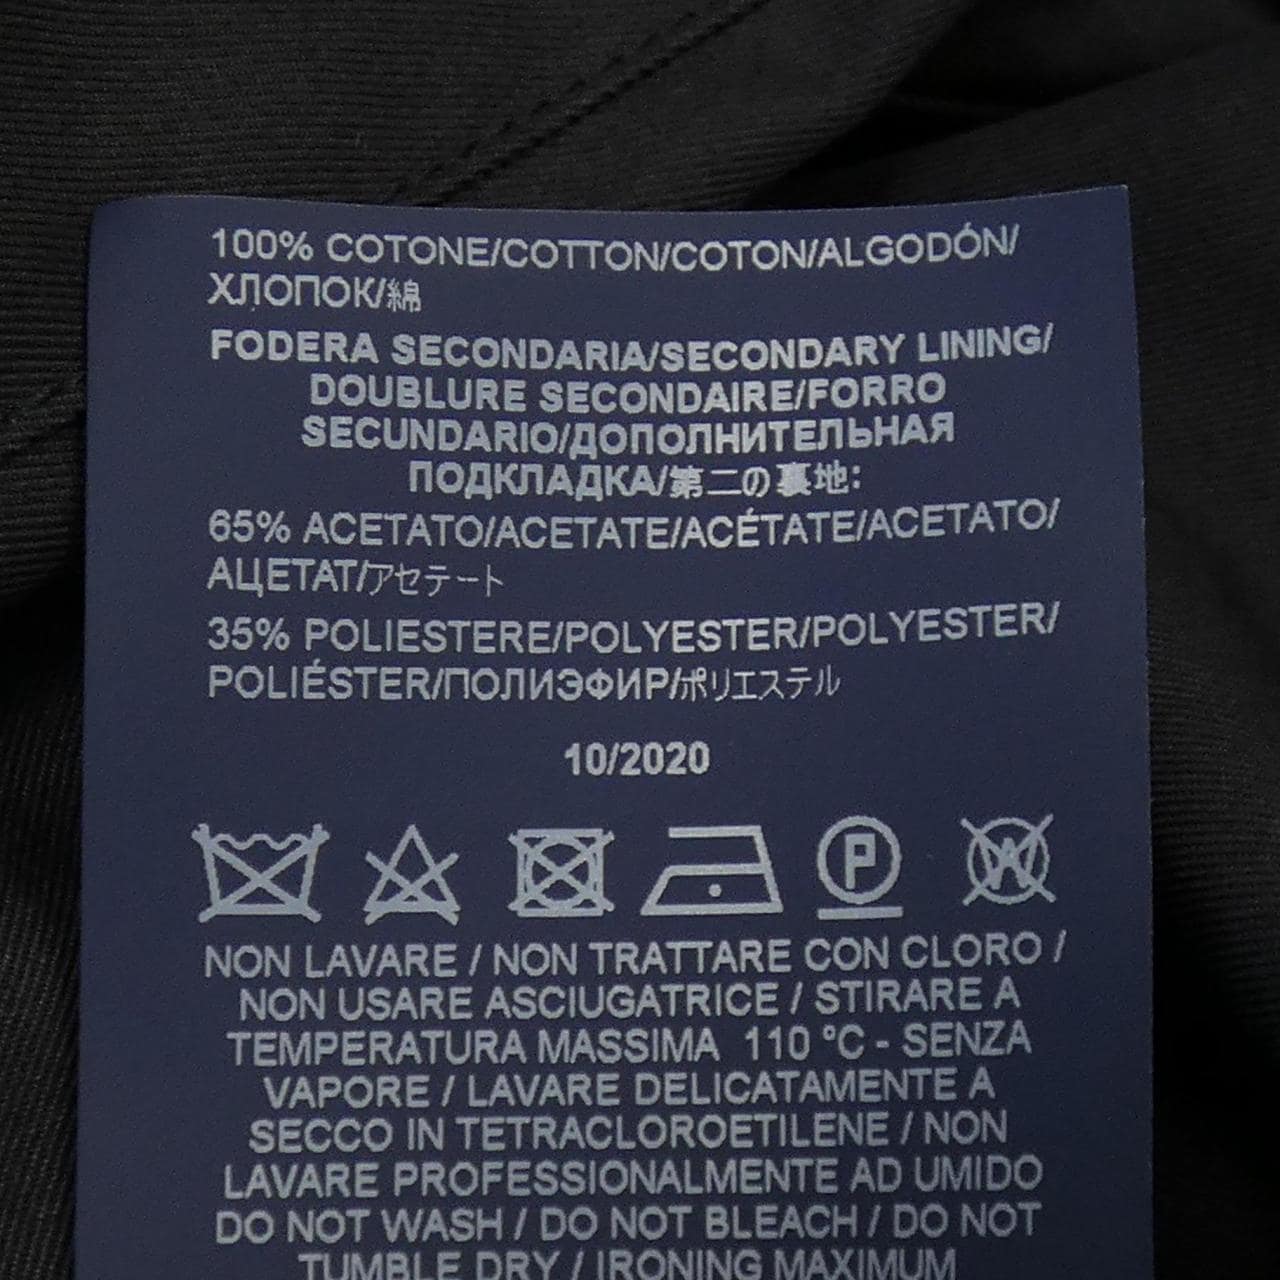 100% COTONE/COTTON/COTON/ALGODÓN/
ХЛОПОК/綿
FODERA SECONDARIA/SECONDARY LINING/
DOUBLURE SECONDAIRE/FORRO
SECUNDARIO/ДОПОЛНИТЕЛЬНАЯ
ПОДКЛАДКА/第二の裏地:
65% ACETATO/ACETATE/ACÉTATE/ACETATO/
АЦЕТАТ/アセテート
35% POLIESTERE/POLYESTER/POLYESTER/
POLIÉSTER/ПОЛИЭФИР/ポリエステル
10/2020
P W
NON LAVARE / NON TRATTARE CON CLORO /
NON USARE ASCIUGATRICE / STIRARE A
TEMPERATURA MASSIMA 110 °C - SENZA
VAPORE / LAVARE DELICATAMENTE A
SECCO IN TETRACLOROETILENE / NON
LAVARE PROFESSIONALMENTE AD UMIDO
DO NOT WASH / DO NOT BLEACH / DO NOT
TUMBLE DRY / IRONING MAXIMUM